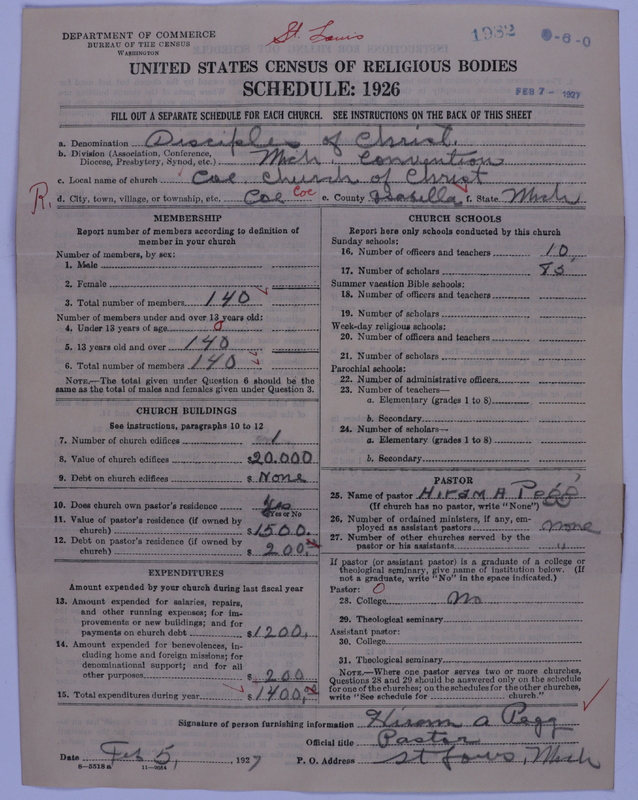 St. Louis
1932 0-6-0
DEPARTMENT OF COMMERCE
BUREAU OF THE CENSUS
WASHINGTON
UNITED STATES CENSUS OF RELIGIOUS BODIES
SCHEDULE: 1926
FEB 7 - 1927
FILL OUT A SEPARATE SCHEDULE FOR EACH CHURCH. SEE INSTRUCTIONS ON THE BACK OF THIS SHEET
a. Denomination Disciples of Christ,
b. Division (Association, Conference, Diocese, Presbytery, Synod, etc.) Mich. Convention
c. Local name of church Coe Church of Christ
R. d. City, town, village, or township, etc. Coe Coe e. County Isabella f. State Mich,
MEMBERSHIP
Report number of members according to definition of
member in your church
Number of members, by sex:
1. Male
2. Female
3. Total number of members 140
Number of members under and over 13 years old:
4. Under 13 years of age 0
5. 13 years old and over 140
6. Total number of members 140
NOTE.—The total given under Question 6 should be the
same as the total of males and females given under Question 3.
CHURCH BUILDINGS
See instructions, paragraphs 10 to 12
7. Number of church edifices 1
8. Value of church edifices $20.000
9. Debt on church edifices $ None
10. Does church own pastor's residence Yes
Yes or No
11. Value of pastor's residence (if owned by
church) $1500.
12. Debt on pastor's residence (if owned by
church) $ 200.
EXPENDITURES
Amount expended by your church during last fiscal year
13. Amount expended for salaries, repairs,
and other running expenses; for im-
provements or new buildings; and for
payments on church debt $1200.
14. Amount expended for benevolences, in-
cluding home and foreign missions; for
denominational support; and for all
other purposes $ 200
15. Total expenditures during year $1400,
CHURCH SCHOOLS
Report here only schools conducted by this church
Sunday schools:
16. Number of officers and teachers 10,
17. Number of scholars
Summer vacation Bible schools:
18. Number of officers and teachers
19. Number of scholars
Week-day religious schools:
20. Number of officers and teachers
21. Number of scholars
Parochial schools:
22. Number of administrative officers
23. Number of teachers—
a. Elementary (grades 1 to 8)
b. Secondary
24. Number of scholars—
a. Elementary (grades 1 to 8)
b. Secondary
PASTOR
25. Name of pastor Hiram A Pegg
(If church has no pastor, write "None")
26. Number of ordained ministers, if any, em-
ployed as assistant pastors None
27. Number of other churches served by the
pastor or his assistants "
If pastor (or assistant pastor) is a graduate of a college or
theological seminary, give name of institution below. (If
not a graduate, write "No" in the space indicated.)
Pastor: O
28. College No
29. Theological seminary
Assistant pastor:
30. College
31. Theological seminary
NOTE.—Where one pastor serves two or more churches,
Questions 28 and 29 should be answered only on the schedule
for one of the churches; on the schedules for the other churches,
write "See schedule for church."
Signature of person furnishing information Hiram A Pegg
Official title Pastor
Date Feb 5, 1927 P. O. Address St Louis, Mich
8-5518a 11-9064